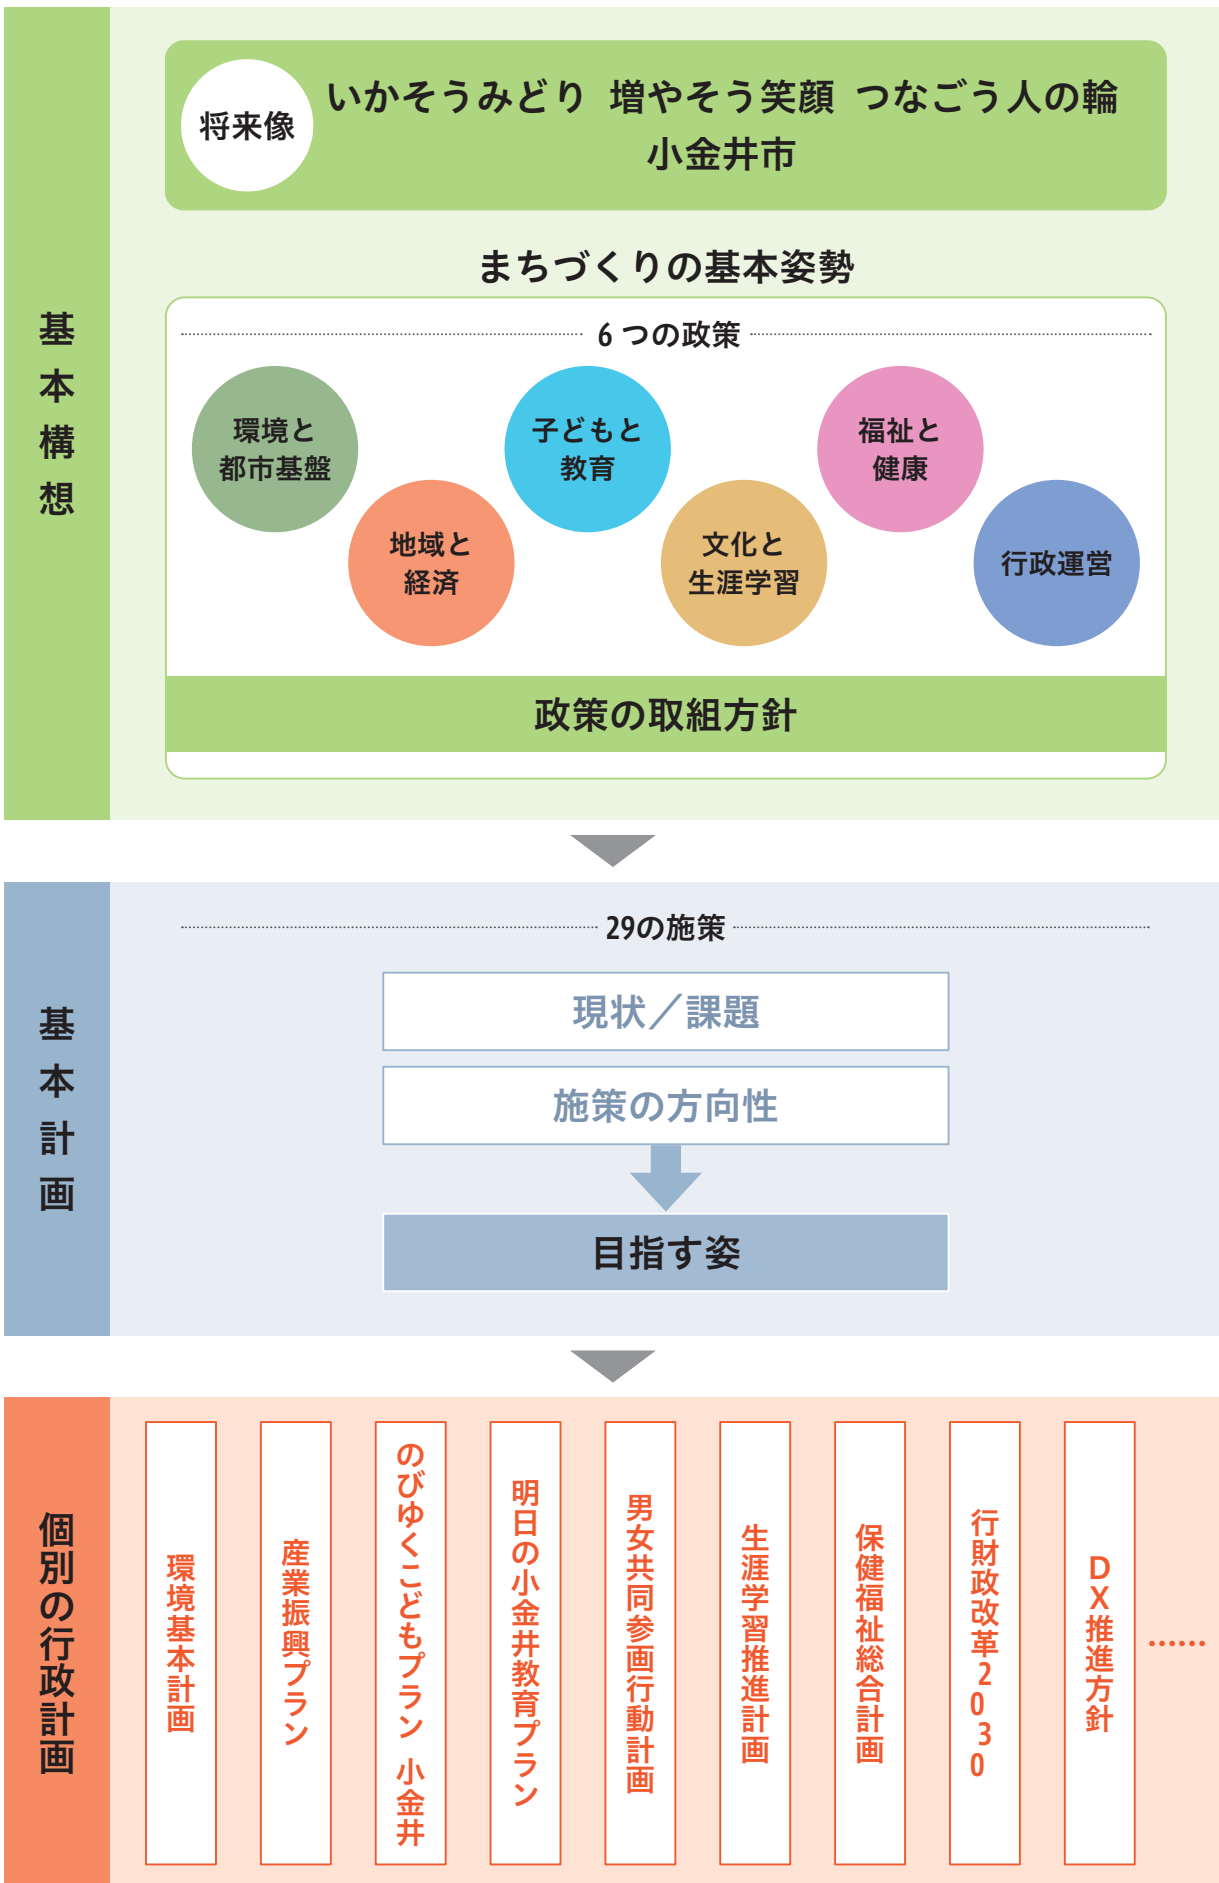 基本構想
将来像
いかそうみどり 増やそう笑顔 つなごう人の輪
小金井市
まちづくりの基本姿勢
6つの政策
環境と
都市基盤
地域と
経済
子どもと
教育
文化と
生涯学習
福祉と
健康
行政運営
政策の取組方針
基本計画
29の施策
現状／課題
施策の方向性
目指す姿
個別の行政計画
環境基本計画
産業振興プラン
のびゆくこどもプラン 小金井
明日の小金井教育プラン
男女共同参画行動計画
生涯学習推進計画
保健福祉総合計画
行財政改革2030
DX推進方針
……